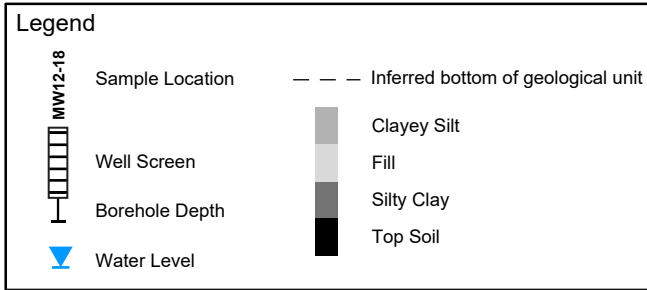 Legend
MW12-18
Sample Location
Well Screen
Borehole Depth
Water Level
Inferred bottom of geological unit
Clayey Silt
Fill
Silty Clay
Top Soil